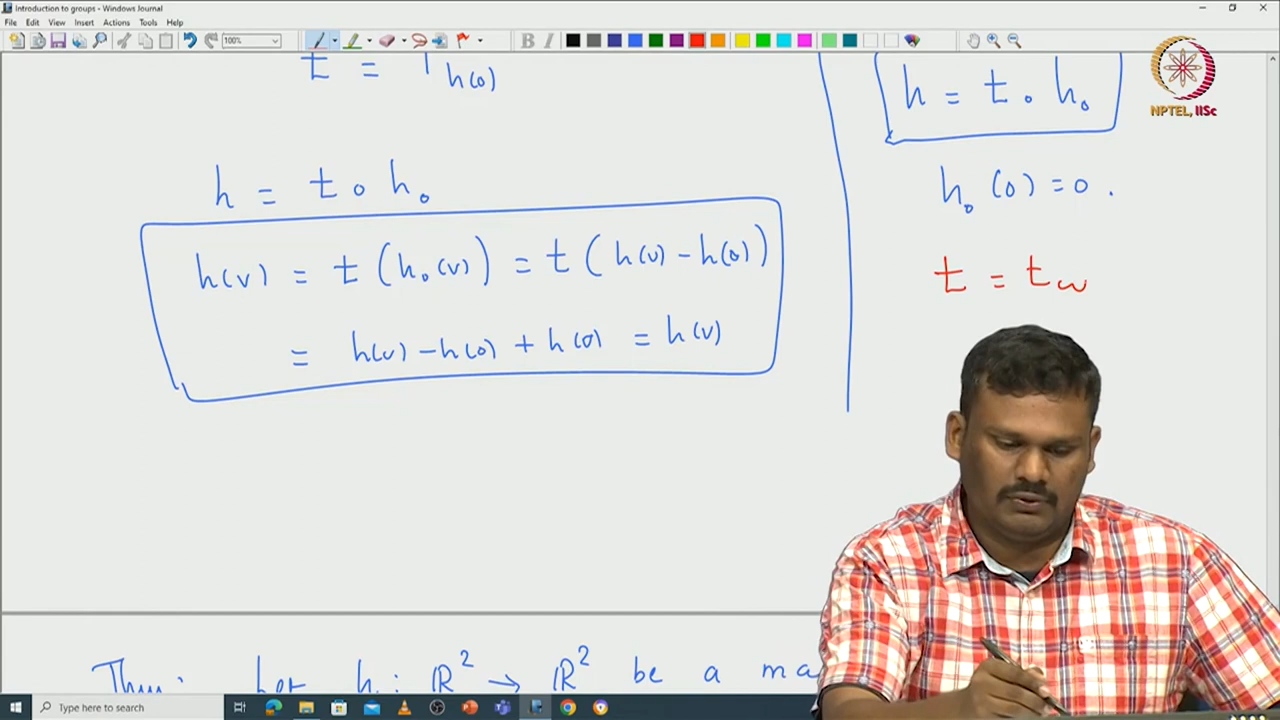 Introduction to groups - Windows Journal
File Edit View Insert Actions Tools Help
100%
B I
NPTEL, IISc
t = T h(0)
h = t ∘ h₀
h(v) = t (h₀(v)) = t (h(v) - h(0))
= h(v) - h(0) + h(0) = h(v)
h = t ∘ h₀
h₀(0) = 0 .
t = t_w
Thm: h : ℝ² → ℝ² be a ma
Type here to search